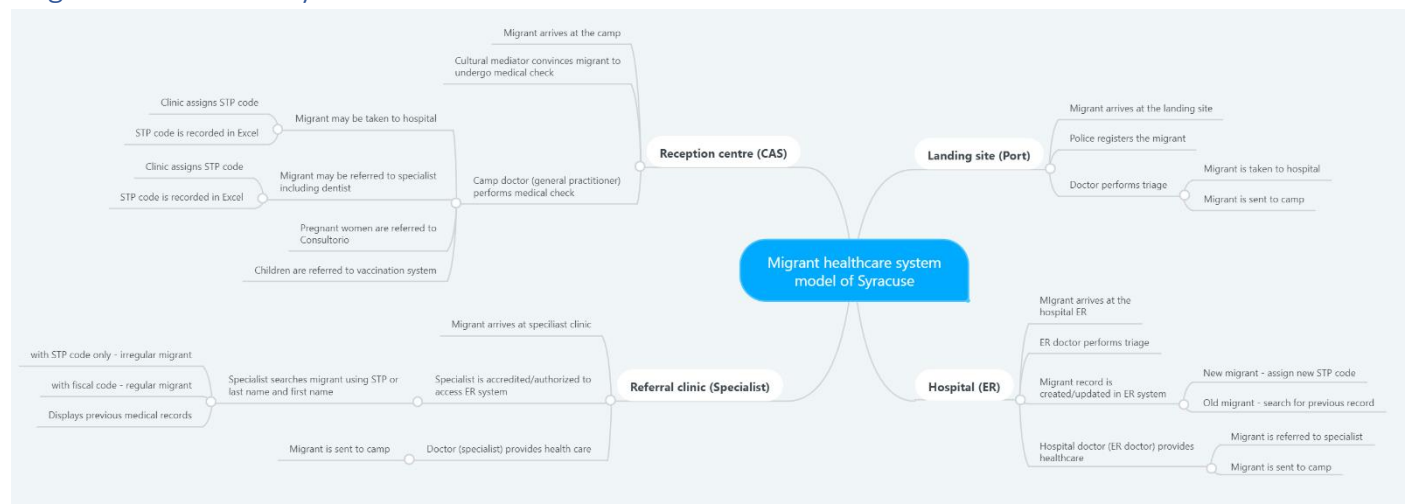 Migrant arrives at the camp
Cultural mediator convinces migrant to
undergo medical check
Clinic assigns STP code
STP code is recorded in Excel
Migrant may be taken to hospital
Clinic assigns STP code
STP code is recorded in Excel
Migrant may be referred to specialist
including dentist
Camp doctor (general practitioner)
performs medical check
Pregnant women are referred to
Consultorio
Children are referred to vaccination system
Reception centre (CAS)
Landing site (Port)
Migrant arrives at the landing site
Police registers the migrant
Doctor performs triage
Migrant is taken to hospital
Migrant is sent to camp
Migrant healthcare system
model of Syracuse
Migrant arrives at speciliast clinic
with STP code only - irregular migrant
with fiscal code - regular migrant
Displays previous medical records
Specialist searches migrant using STP or
last name and first name
Specialist is accredited/authorized to
access ER system
Migrant is sent to camp
Doctor (specialist) provides health care
Referral clinic (Specialist)
Hospital (ER)
MIgrant arrives at the
hospital ER
ER doctor performs triage
Migrant record is
created/updated in ER system
New migrant - assign new STP code
Old migrant - search for previous record
Hospital doctor (ER doctor) provides
healthcare
Migrant is referred to specialist
Migrant is sent to camp